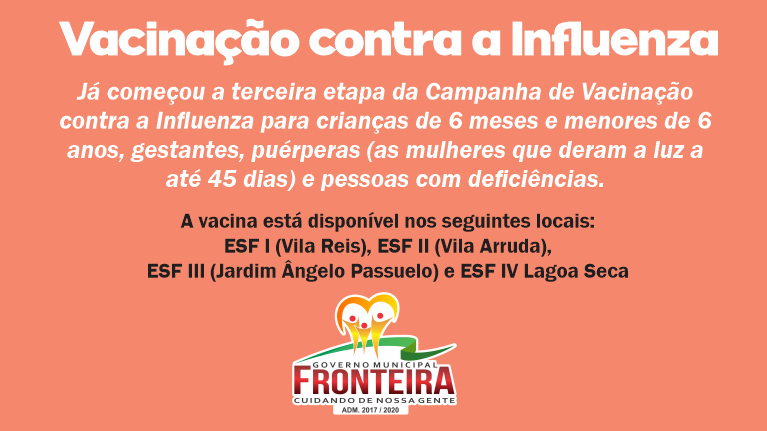 Vacinação contra a Influenza
Já começou a terceira etapa da Campanha de Vacinação
contra a Influenza para crianças de 6 meses e menores de 6
anos, gestantes, puérperas (as mulheres que deram a luz a
até 45 dias) e pessoas com deficiências.
A vacina está disponível nos seguintes locais:
ESF I (Vila Reis), ESF II (Vila Arruda),
ESF III (Jardim Ângelo Passuelo) e ESF IV Lagoa Seca
GOVERNO MUNICIPAL
FRONTEIRA
CUIDANDO DE NOSSA GENTE
ADM. 2017 / 2020